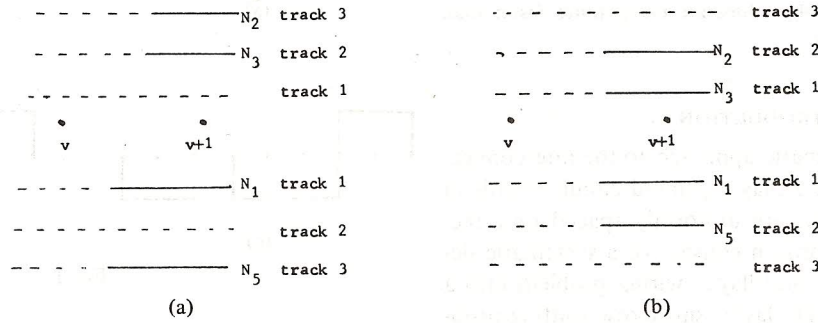 N2 track 3
N3 track 2
track 1
v v+1
N1 track 1
track 2
N5 track 3
(a)
track 3
N2 track 2
N3 track 1
v v+1
N1 track 1
N5 track 2
track 3
(b)